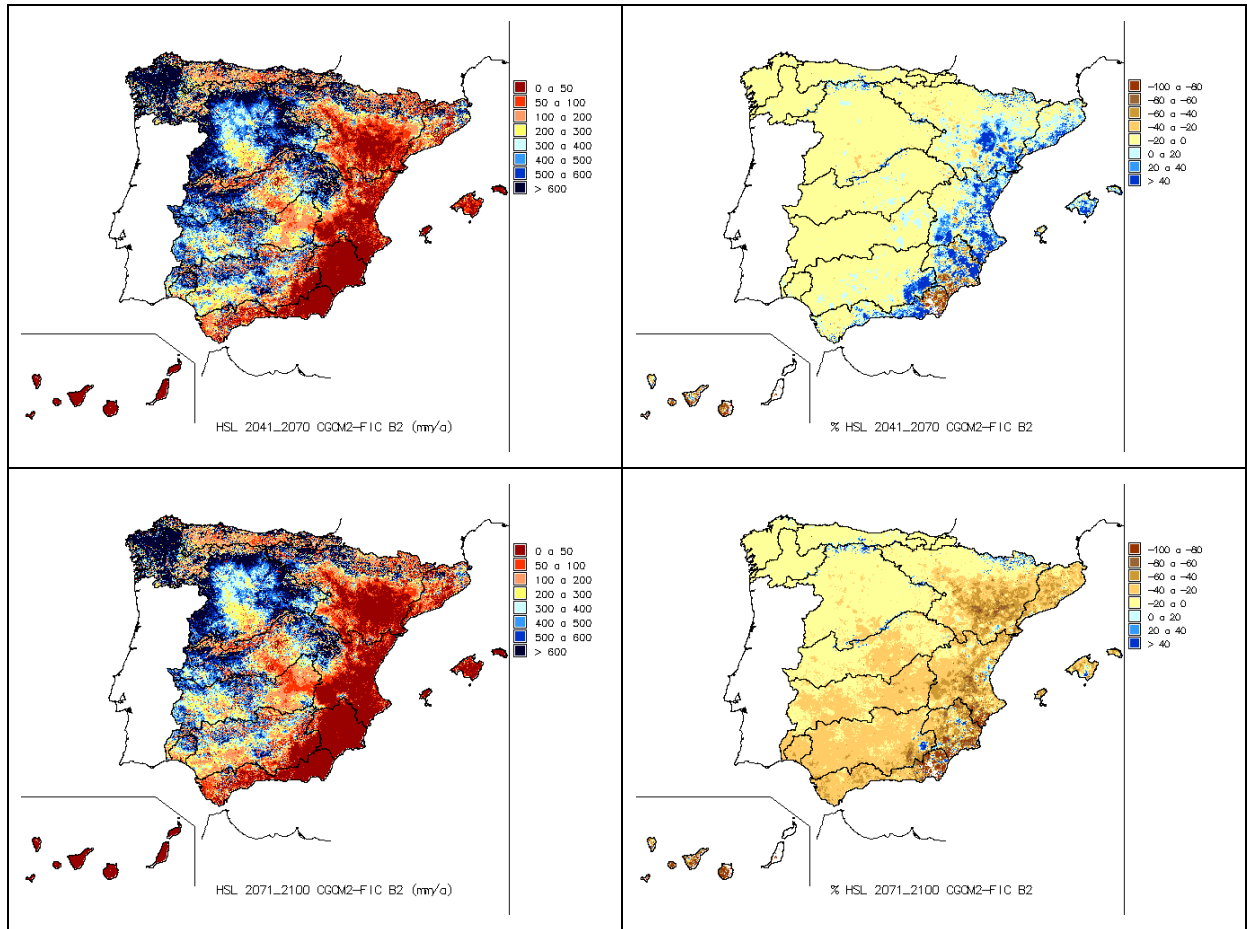 0 a 50
50 a 100
100 a 200
200 a 300
300 a 400
400 a 500
500 a 600
> 600
HSL 2041_2070 CGCM2-FIC B2 (mm/a)
-100 a -80
-80 a -60
-60 a -40
-40 a -20
-20 a 0
0 a 20
20 a 40
> 40
% HSL 2041_2070 CGCM2-FIC B2
0 a 50
50 a 100
100 a 200
200 a 300
300 a 400
400 a 500
500 a 600
> 600
HSL 2071_2100 CGCM2-FIC B2 (mm/a)
-100 a -80
-80 a -60
-60 a -40
-40 a -20
-20 a 0
0 a 20
20 a 40
> 40
% HSL 2071_2100 CGCM2-FIC B2